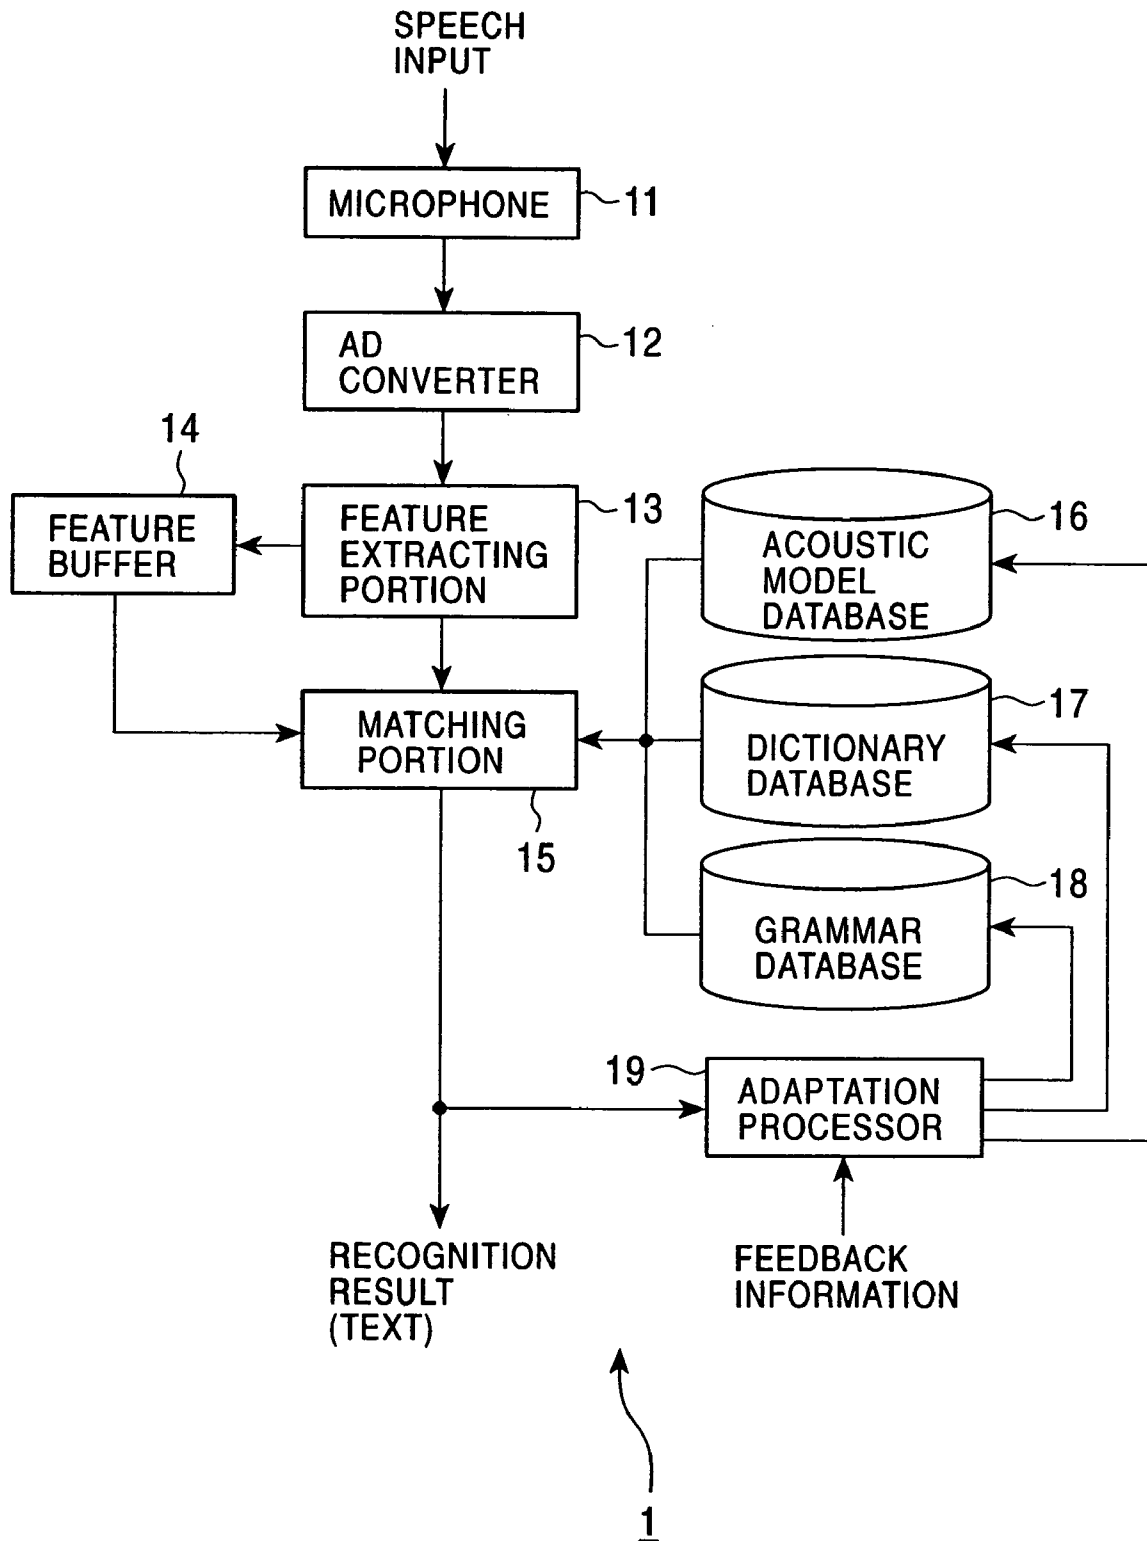 SPEECH
INPUT
MICROPHONE
11
AD
CONVERTER
12
14
FEATURE
BUFFER
FEATURE
EXTRACTING
PORTION
13
ACOUSTIC
MODEL
DATABASE
16
MATCHING
PORTION
15
DICTIONARY
DATABASE
17
GRAMMAR
DATABASE
18
19
ADAPTATION
PROCESSOR
RECOGNITION
RESULT
(TEXT)
FEEDBACK
INFORMATION
1